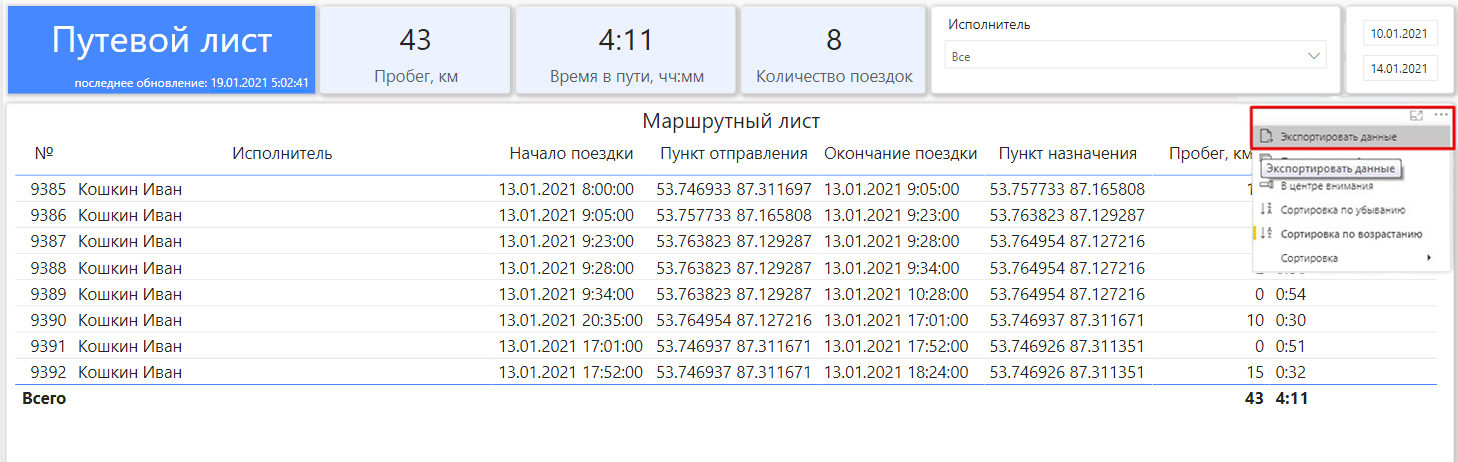 Путевой лист
последнее обновление: 19.01.2021 5:02:41
43
Пробег, км
4:11
Время в пути, чч:мм
8
Количество поездок
Исполнитель
Все
10.01.2021
14.01.2021
Маршрутный лист
№ Исполнитель Начало поездки Пункт отправления Окончание поездки Пункт назначения Пробег, км
9385 Кошкин Иван 13.01.2021 8:00:00 53.746933 87.311697 13.01.2021 9:05:00 53.757733 87.165808
9386 Кошкин Иван 13.01.2021 9:05:00 53.757733 87.165808 13.01.2021 9:23:00 53.763823 87.129287
9387 Кошкин Иван 13.01.2021 9:23:00 53.763823 87.129287 13.01.2021 9:28:00 53.764954 87.127216
9388 Кошкин Иван 13.01.2021 9:28:00 53.763823 87.129287 13.01.2021 9:34:00 53.764954 87.127216
9389 Кошкин Иван 13.01.2021 9:34:00 53.763823 87.129287 13.01.2021 10:28:00 53.764954 87.127216 0 0:54
9390 Кошкин Иван 13.01.2021 20:35:00 53.764954 87.127216 13.01.2021 17:01:00 53.746937 87.311671 10 0:30
9391 Кошкин Иван 13.01.2021 17:01:00 53.746937 87.311671 13.01.2021 17:52:00 53.746926 87.311351 0 0:51
9392 Кошкин Иван 13.01.2021 17:52:00 53.746937 87.311671 13.01.2021 18:24:00 53.746926 87.311351 15 0:32
Всего 43 4:11
Экспортировать данные
Экспортировать данные
В центре внимания
Сортировка по убыванию
Сортировка по возрастанию
Сортировка